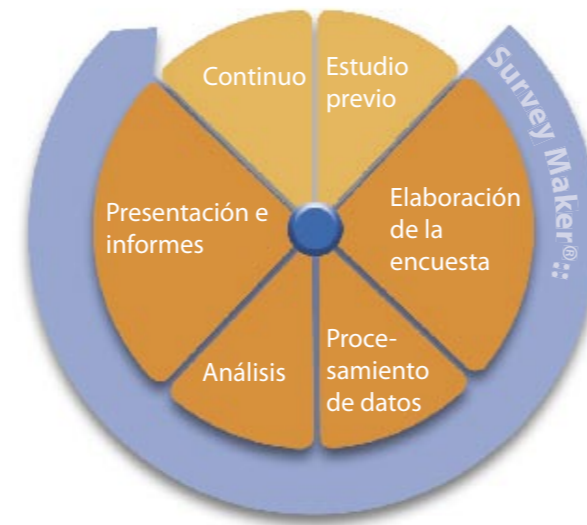 Continuo
Estudio
previo
Survey Maker®::
Elaboración
de la
encuesta
Proce-
samiento
de datos
Análisis
Presentación e
informes